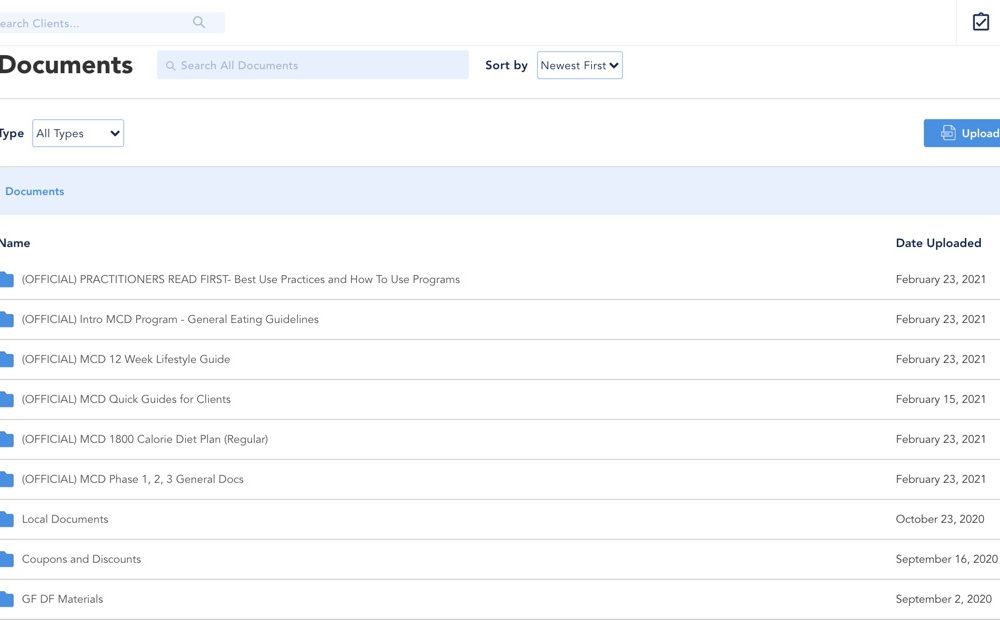 earch Clients...
Documents
Search All Documents
Sort by
Newest First
Type
All Types
Upload
Documents
Name
Date Uploaded
(OFFICIAL) PRACTITIONERS READ FIRST- Best Use Practices and How To Use Programs
February 23, 2021
(OFFICIAL) Intro MCD Program - General Eating Guidelines
February 23, 2021
(OFFICIAL) MCD 12 Week Lifestyle Guide
February 23, 2021
(OFFICIAL) MCD Quick Guides for Clients
February 15, 2021
(OFFICIAL) MCD 1800 Calorie Diet Plan (Regular)
February 23, 2021
(OFFICIAL) MCD Phase 1, 2, 3 General Docs
February 23, 2021
Local Documents
October 23, 2020
Coupons and Discounts
September 16, 2020
GF DF Materials
September 2, 2020